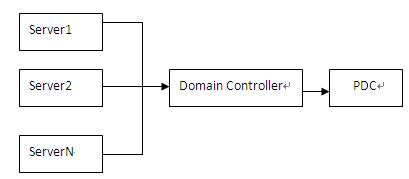 Server1
Server2
ServerN
Domain Controller
PDC